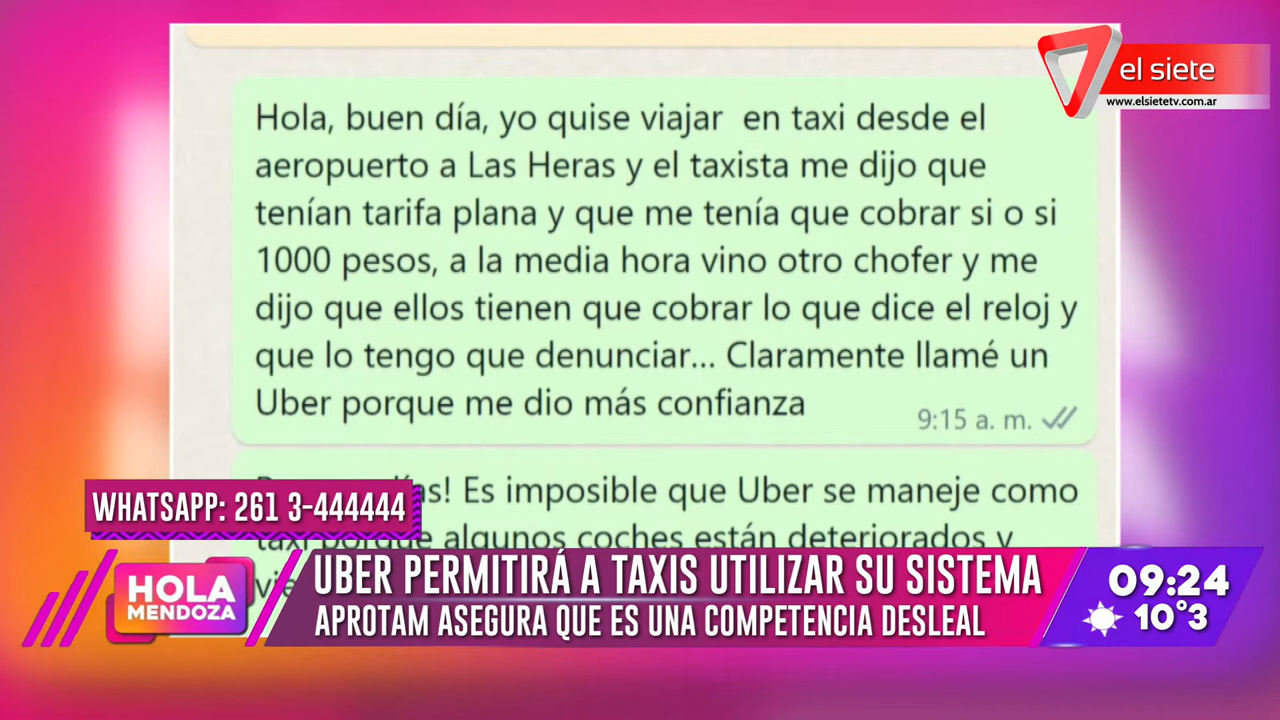 el siete
www.elsietetv.com.ar
Hola, buen día, yo quise viajar en taxi desde el
aeropuerto a Las Heras y el taxista me dijo que
tenían tarifa plana y que me tenía que cobrar si o si
1000 pesos, a la media hora vino otro chofer y me
dijo que ellos tienen que cobrar lo que dice el reloj y
que lo tengo que denunciar... Claramente llamé un
Uber porque me dio más confianza
9:15 a. m.
Es imposible que Uber se maneje como
algunos coches están deteriorados y
WHATSAPP: 261 3-444444
HOLA
MENDOZA
UBER PERMITIRÁ A TAXIS UTILIZAR SU SISTEMA
APROTAM ASEGURA QUE ES UNA COMPETENCIA DESLEAL
09:24
10°3